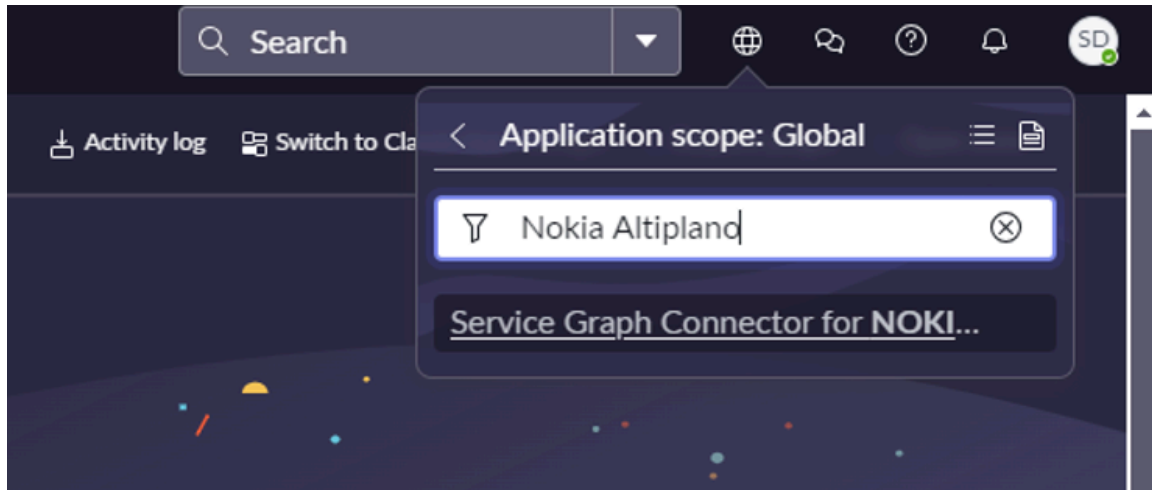 Search
SD
Activity log
Switch to Cla
Application scope: Global
Nokia Altiplano
Service Graph Connector for NOKI...